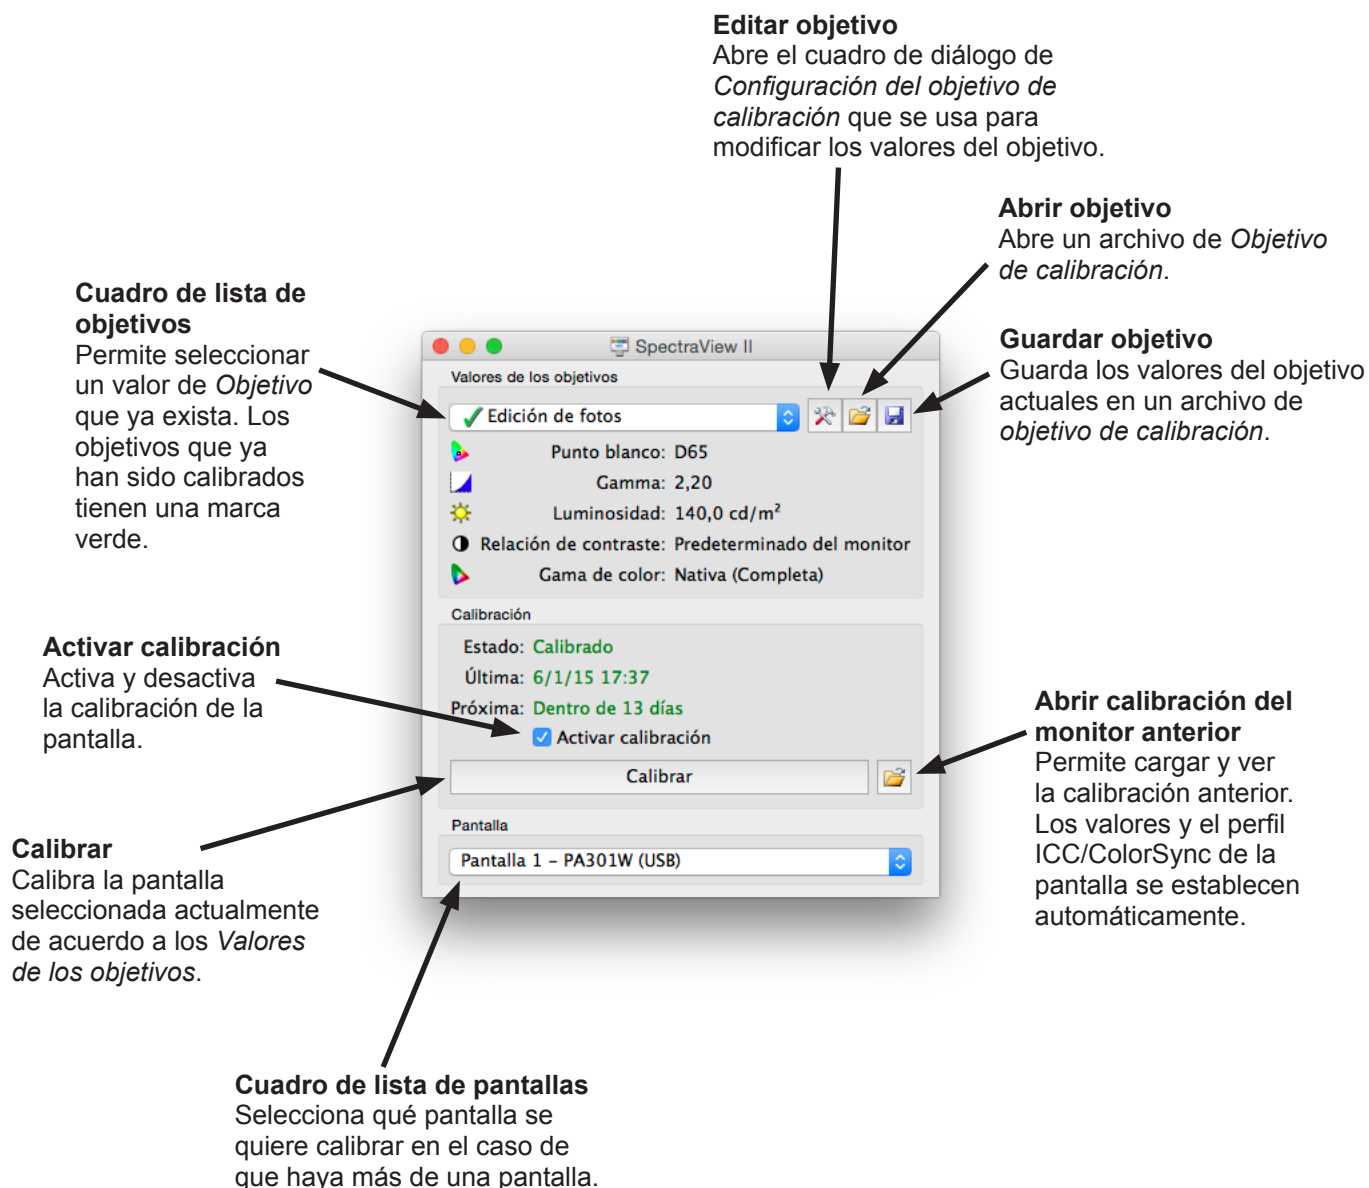 Editar objetivo
Abre el cuadro de diálogo de
Configuración del objetivo de
calibración que se usa para
modificar los valores del objetivo.
Abrir objetivo
Abre un archivo de Objetivo
de calibración.
Cuadro de lista de
objetivos
Permite seleccionar
un valor de Objetivo
que ya exista. Los
objetivos que ya
han sido calibrados
tienen una marca
verde.
Guardar objetivo
Guarda los valores del objetivo
actuales en un archivo de
objetivo de calibración.
SpectraView II
Valores de los objetivos
Edición de fotos
Punto blanco: D65
Gamma: 2,20
Luminosidad: 140,0 cd/m²
Relación de contraste: Predeterminado del monitor
Gama de color: Nativa (Completa)
Calibración
Estado: Calibrado
Última: 6/1/15 17:37
Próxima: Dentro de 13 días
Activar calibración
Calibrar
Pantalla
Pantalla 1 – PA301W (USB)
Activar calibración
Activa y desactiva
la calibración de la
pantalla.
Abrir calibración del
monitor anterior
Permite cargar y ver
la calibración anterior.
Los valores y el perfil
ICC/ColorSync de la
pantalla se establecen
automáticamente.
Calibrar
Calibra la pantalla
seleccionada actualmente
de acuerdo a los Valores
de los objetivos.
Cuadro de lista de pantallas
Selecciona qué pantalla se
quiere calibrar en el caso de
que haya más de una pantalla.